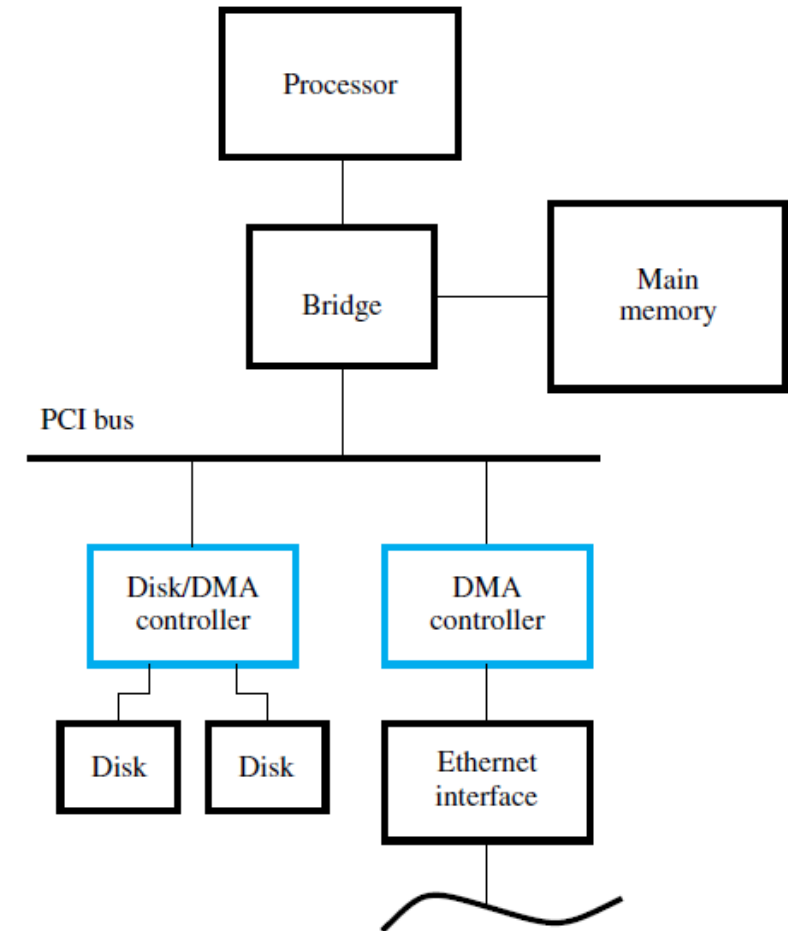 Processor
Bridge
Main
memory
PCI bus
Disk/DMA
controller
DMA
controller
Disk
Disk
Ethernet
interface